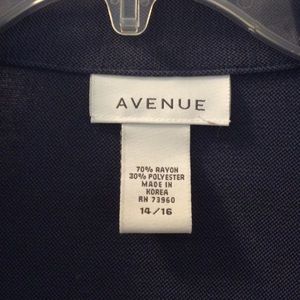 AVENUE
70% RAYON
30% POLYESTER
MADE IN
KOREA
RN 73960
14/16